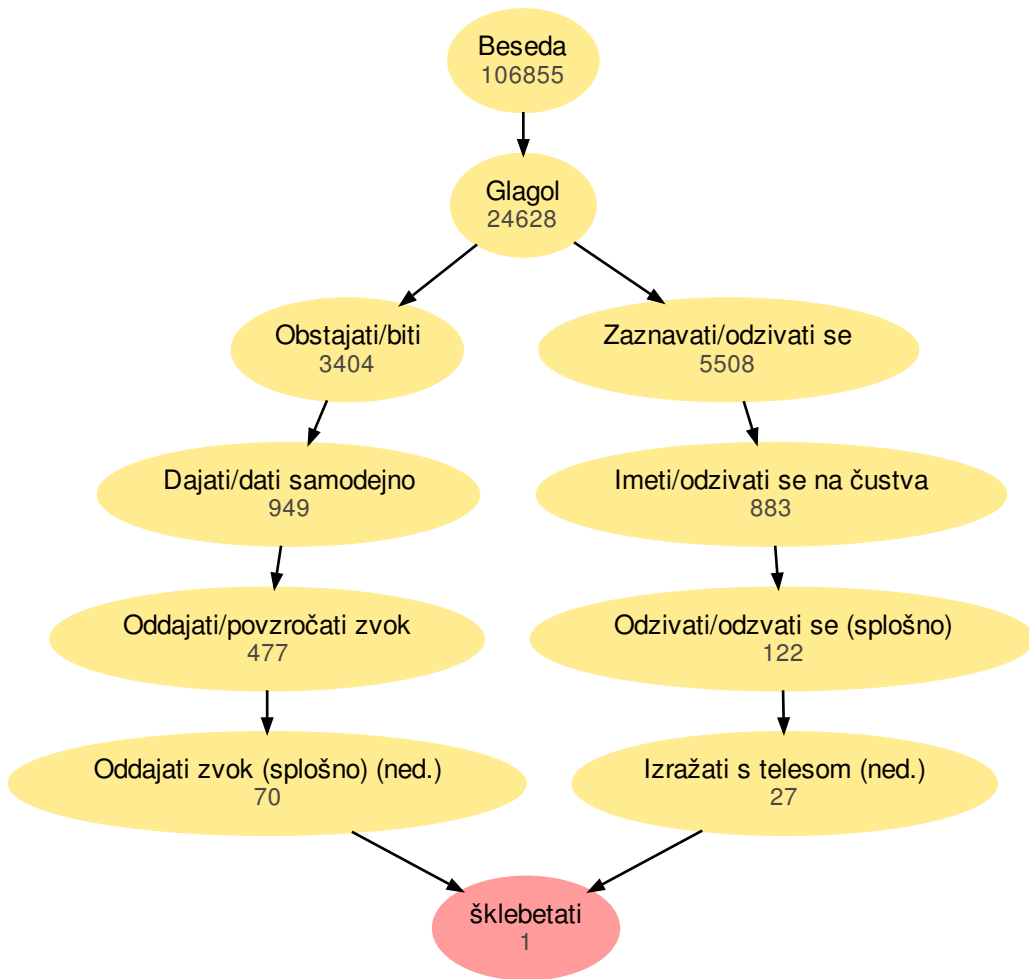 Beseda
106855
Glagol
24628
Obstajati/biti
3404
Zaznavati/odzivati se
5508
Dajati/dati samodejno
949
Imeti/odzivati se na čustva
883
Oddajati/povzročati zvok
477
Odzivati/odzvati se (splošno)
122
Oddajati zvok (splošno) (ned.)
70
Izražati s telesom (ned.)
27
šklebetati
1